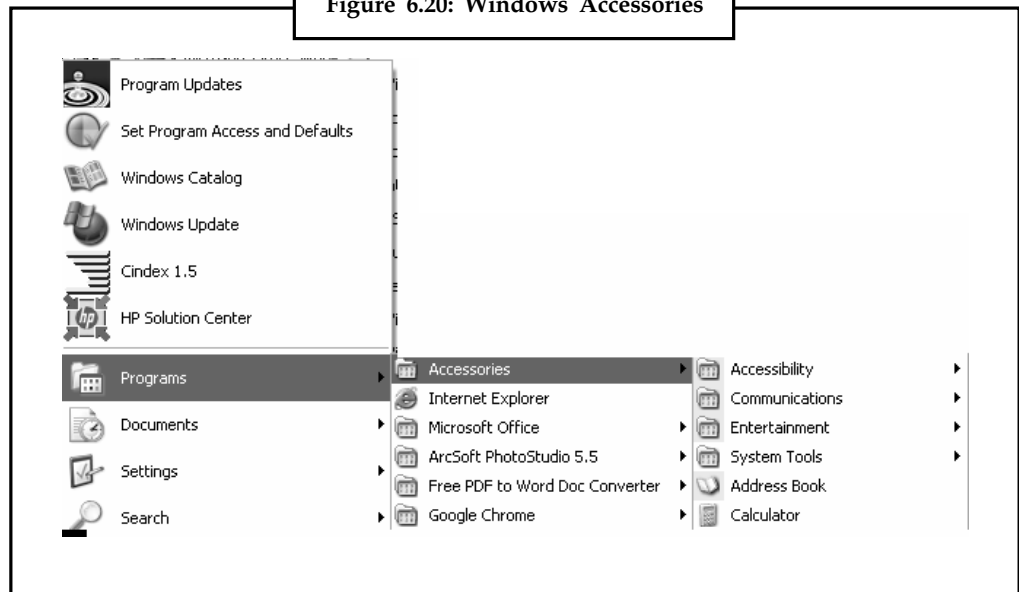 Figure 6.20: Windows Accessories
Program Updates
Set Program Access and Defaults
Windows Catalog
Windows Update
Cindex 1.5
hp
HP Solution Center
Programs
Documents
Settings
Search
Accessories
Internet Explorer
Microsoft Office
ArcSoft PhotoStudio 5.5
Free PDF to Word Doc Converter
Google Chrome
Accessibility
Communications
Entertainment
System Tools
Address Book
Calculator